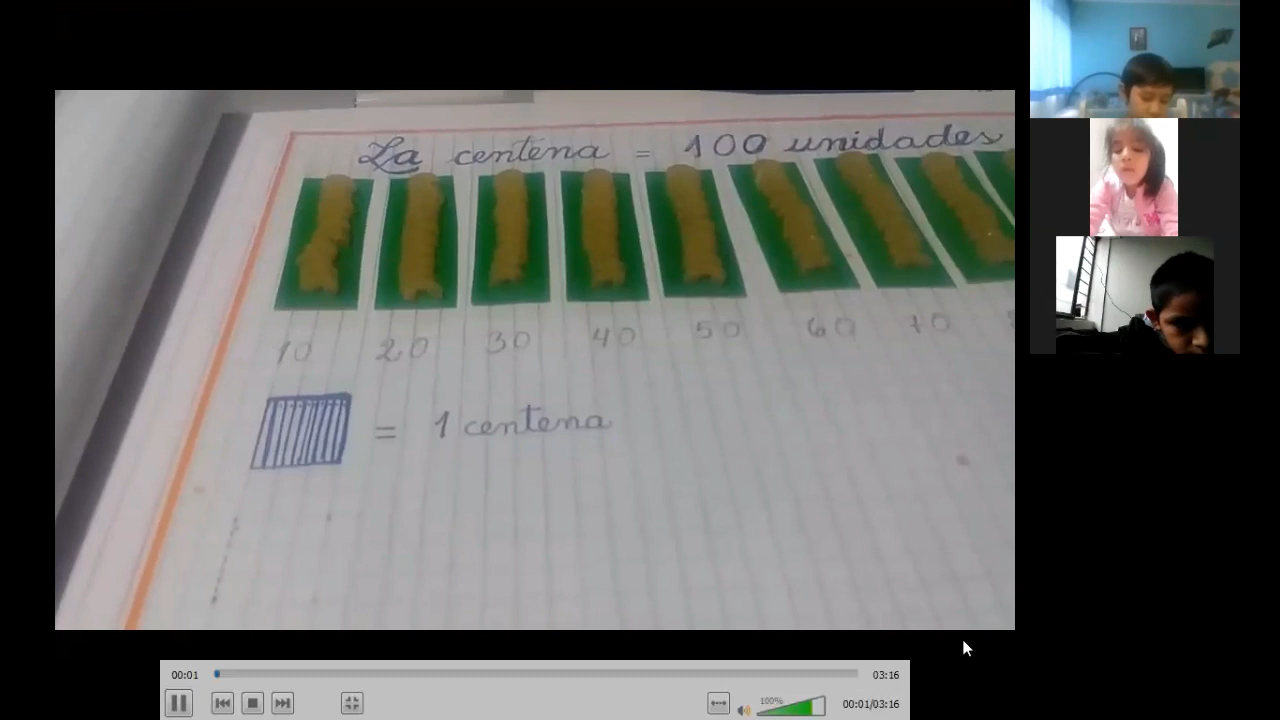 La centena = 100 unidades
10 20 30 40 50 60 70
= 1 centena
00:01 03:16
100% 00:01/03:16